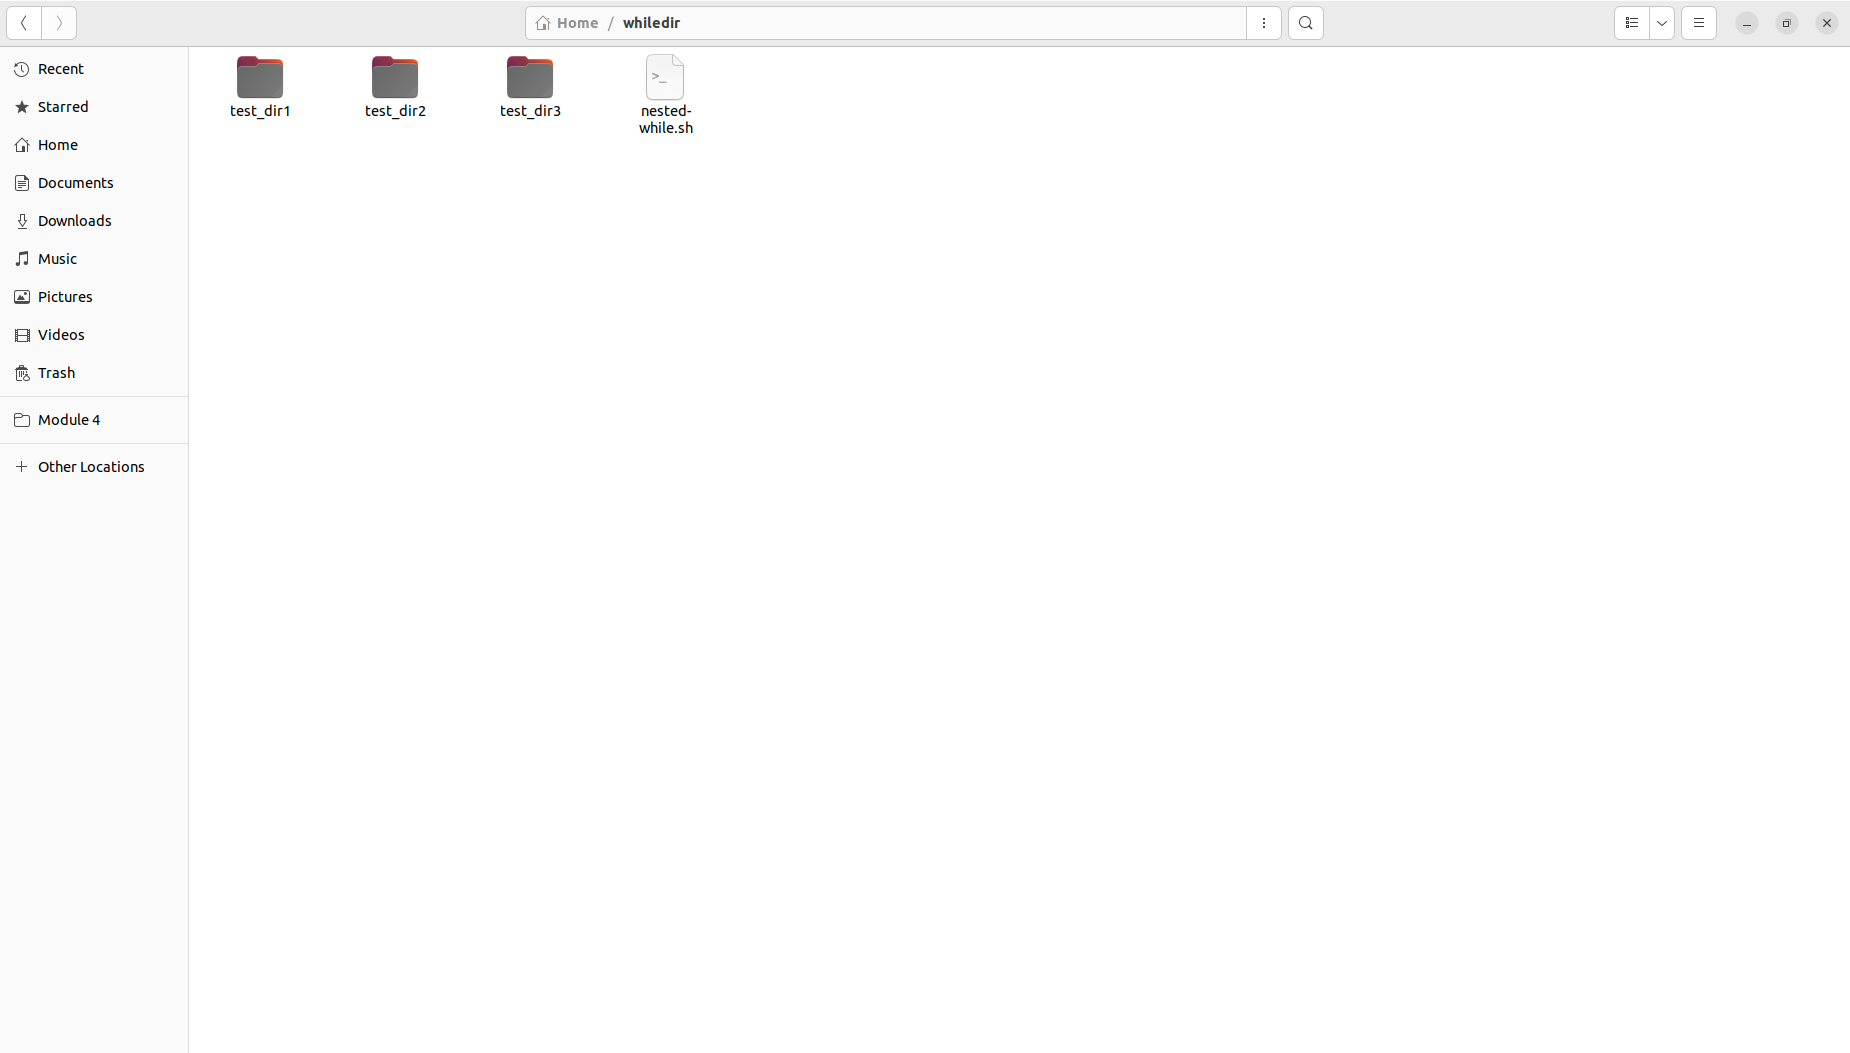 Home / whiledir
Recent
Starred
Home
Documents
Downloads
Music
Pictures
Videos
Trash
Module 4
Other Locations
test_dir1
test_dir2
test_dir3
>_
nested-
while.sh